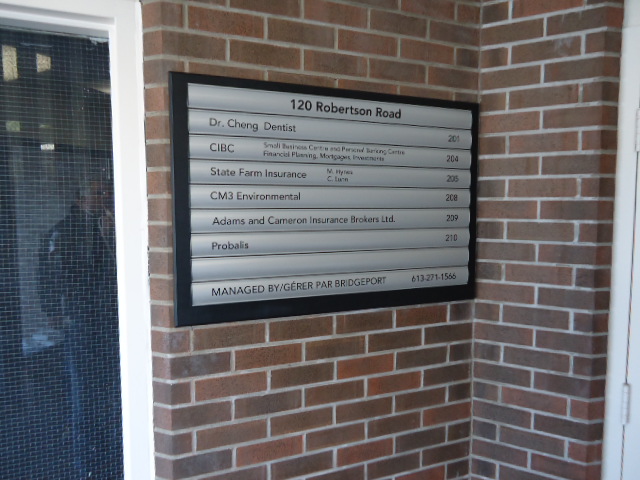 120 Robertson Road
Dr. Cheng Dentist 201
CIBC Small Business Centre and Personal Banking Centre 204
Financial Planning, Mortgages, Investments
State Farm Insurance M. Hynes 205
C. Lunn
CM3 Environmental 208
Adams and Cameron Insurance Brokers Ltd. 209
Probalis 210
MANAGED BY/GÉRER PAR BRIDGEPORT 613-271-1566